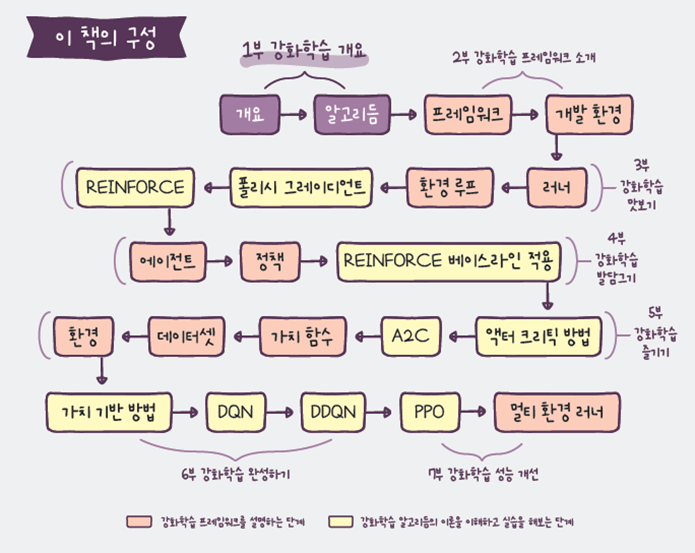 이 책의 구성
1부 강화학습 개요
2부 강화학습 프레임워크 소개
개요
알고리듬
프레임워크
개발 환경
REINFORCE
폴리시 그레이디언트
환경 루프
러너
3부
강화학습
맛보기
에이전트
정책
REINFORCE 베이스라인 적용
4부
강화학습
발담그기
환경
데이터셋
가치 함수
A2C
액터 크리틱 방법
5부
강화학습
즐기기
가치 기반 방법
DQN
DDQN
PPO
멀티 환경 러너
6부 강화학습 완성하기
7부 강화학습 성능 개선
강화학습 프레임워크를 설명하는 단계
강화학습 알고리듬의 이론을 이해하고 실습을 해보는 단계